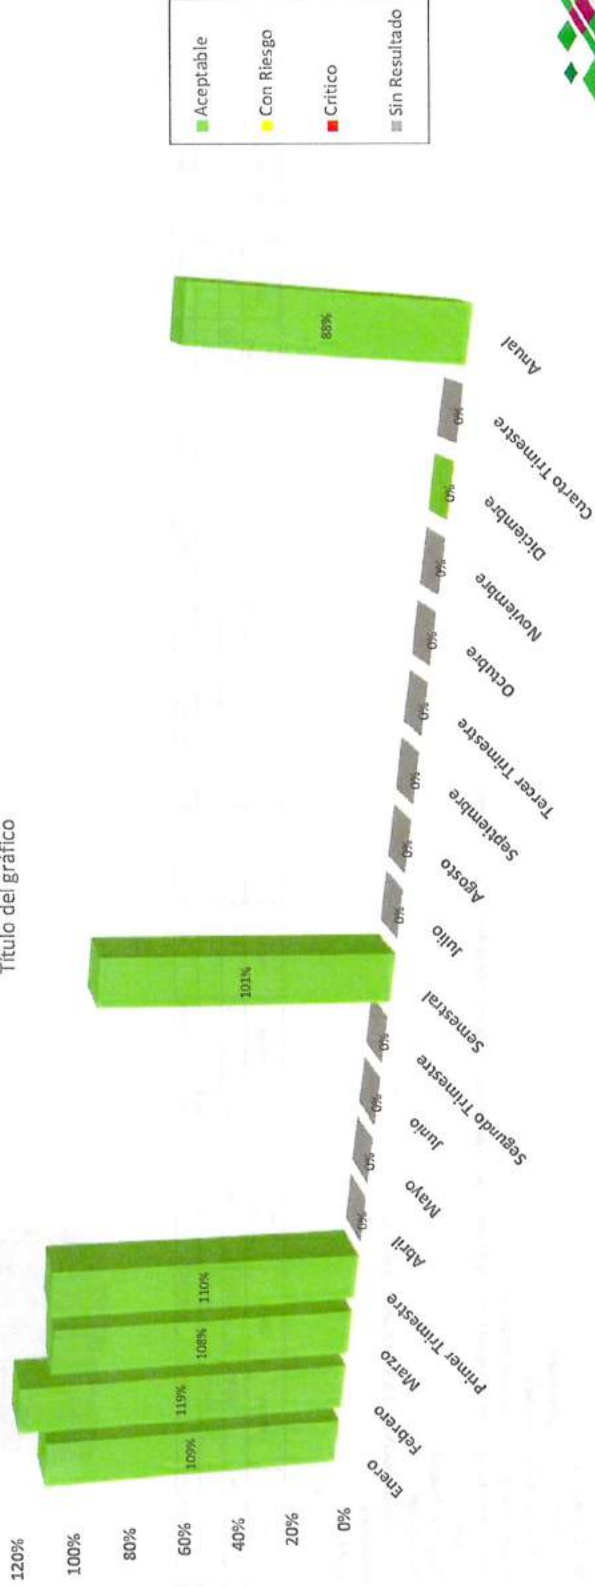 Título del gráfico
120%
100%
80%
60%
40%
20%
0%
109%
119%
108%
110%
0%
0%
0%
0%
101%
0%
0%
0%
0%
0%
0%
0%
0%
88%
Enero
Febrero
Marzo
Primer Trimestre
Abril
Mayo
Junio
Segundo Trimestre
Semestral
Julio
Agosto
Septiembre
Tercer Trimestre
Octubre
Noviembre
Diciembre
Cuarto Trimestre
Anual
Aceptable
Con Riesgo
Critico
Sin Resultado